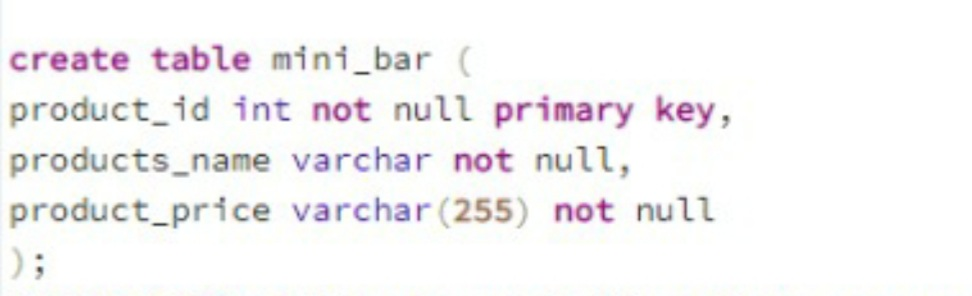 create table mini_bar (
product_id int not null primary key,
products_name varchar not null,
product_price varchar(255) not null
);